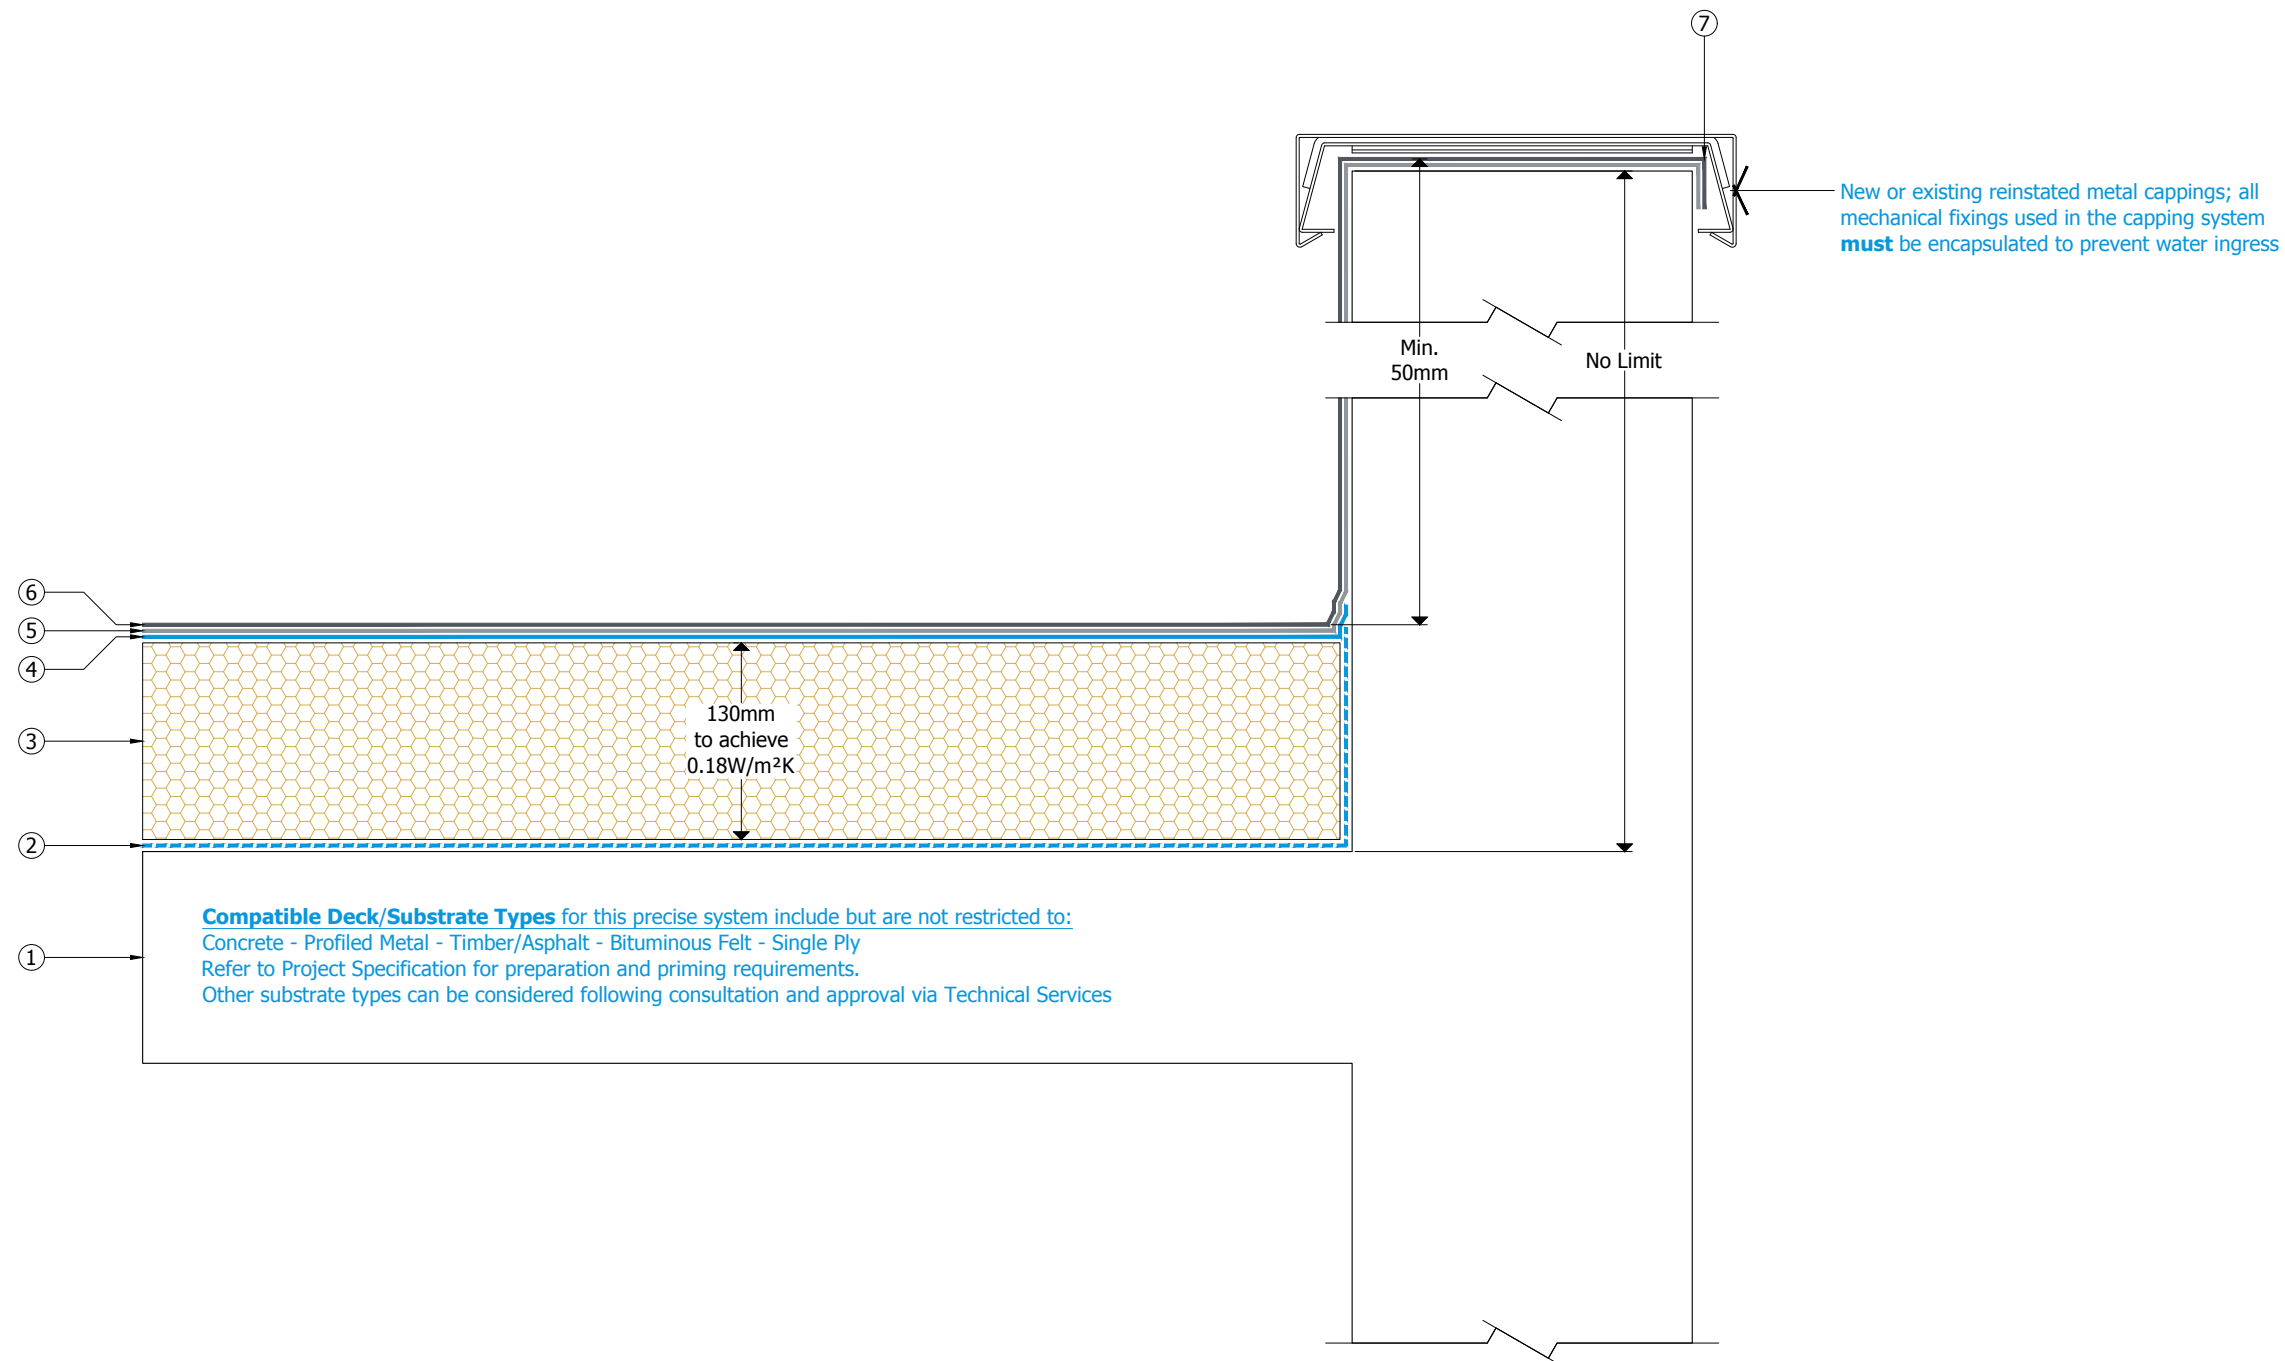 7
New or existing reinstated metal cappings; all
mechanical fixings used in the capping system
must be encapsulated to prevent water ingress
Min.
50mm
No Limit
6
5
4
130mm
to achieve
0.18W/m²K
3
2
Compatible Deck/Substrate Types for this precise system include but are not restricted to:
Concrete - Profiled Metal - Timber/Asphalt - Bituminous Felt - Single Ply
Refer to Project Specification for preparation and priming requirements.
Other substrate types can be considered following consultation and approval via Technical Services
1